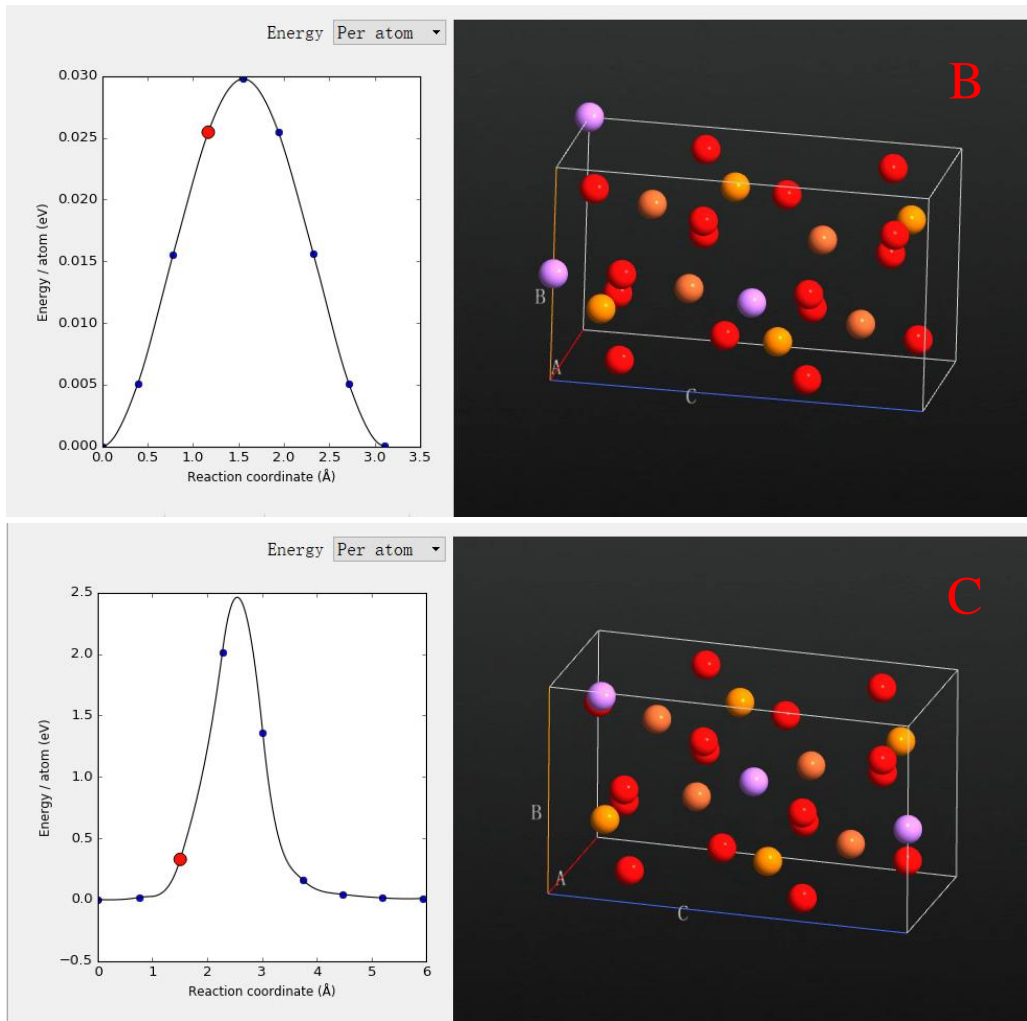 Energy Per atom
B
0.030
0.025
0.020
0.015
0.010
0.005
0.000
Energy / atom (eV)
0.0 0.5 1.0 1.5 2.0 2.5 3.0 3.5
Reaction coordinate (Å)
B
A
C
Energy Per atom
C
2.5
2.0
1.5
1.0
0.5
0.0
−0.5
Energy / atom (eV)
0 1 2 3 4 5 6
Reaction coordinate (Å)
B
A
C